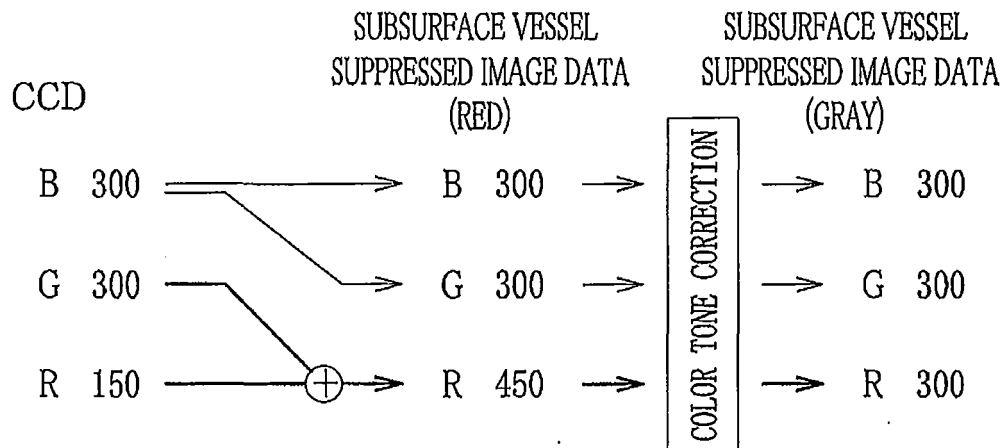 SUBSURFACE VESSEL
SUPPRESSED IMAGE DATA
(RED)
SUBSURFACE VESSEL
SUPPRESSED IMAGE DATA
(GRAY)
CCD
B 300 B 300 B 300
G 300 G 300 G 300
R 150 R 450 R 300
COLOR TONE CORRECTION